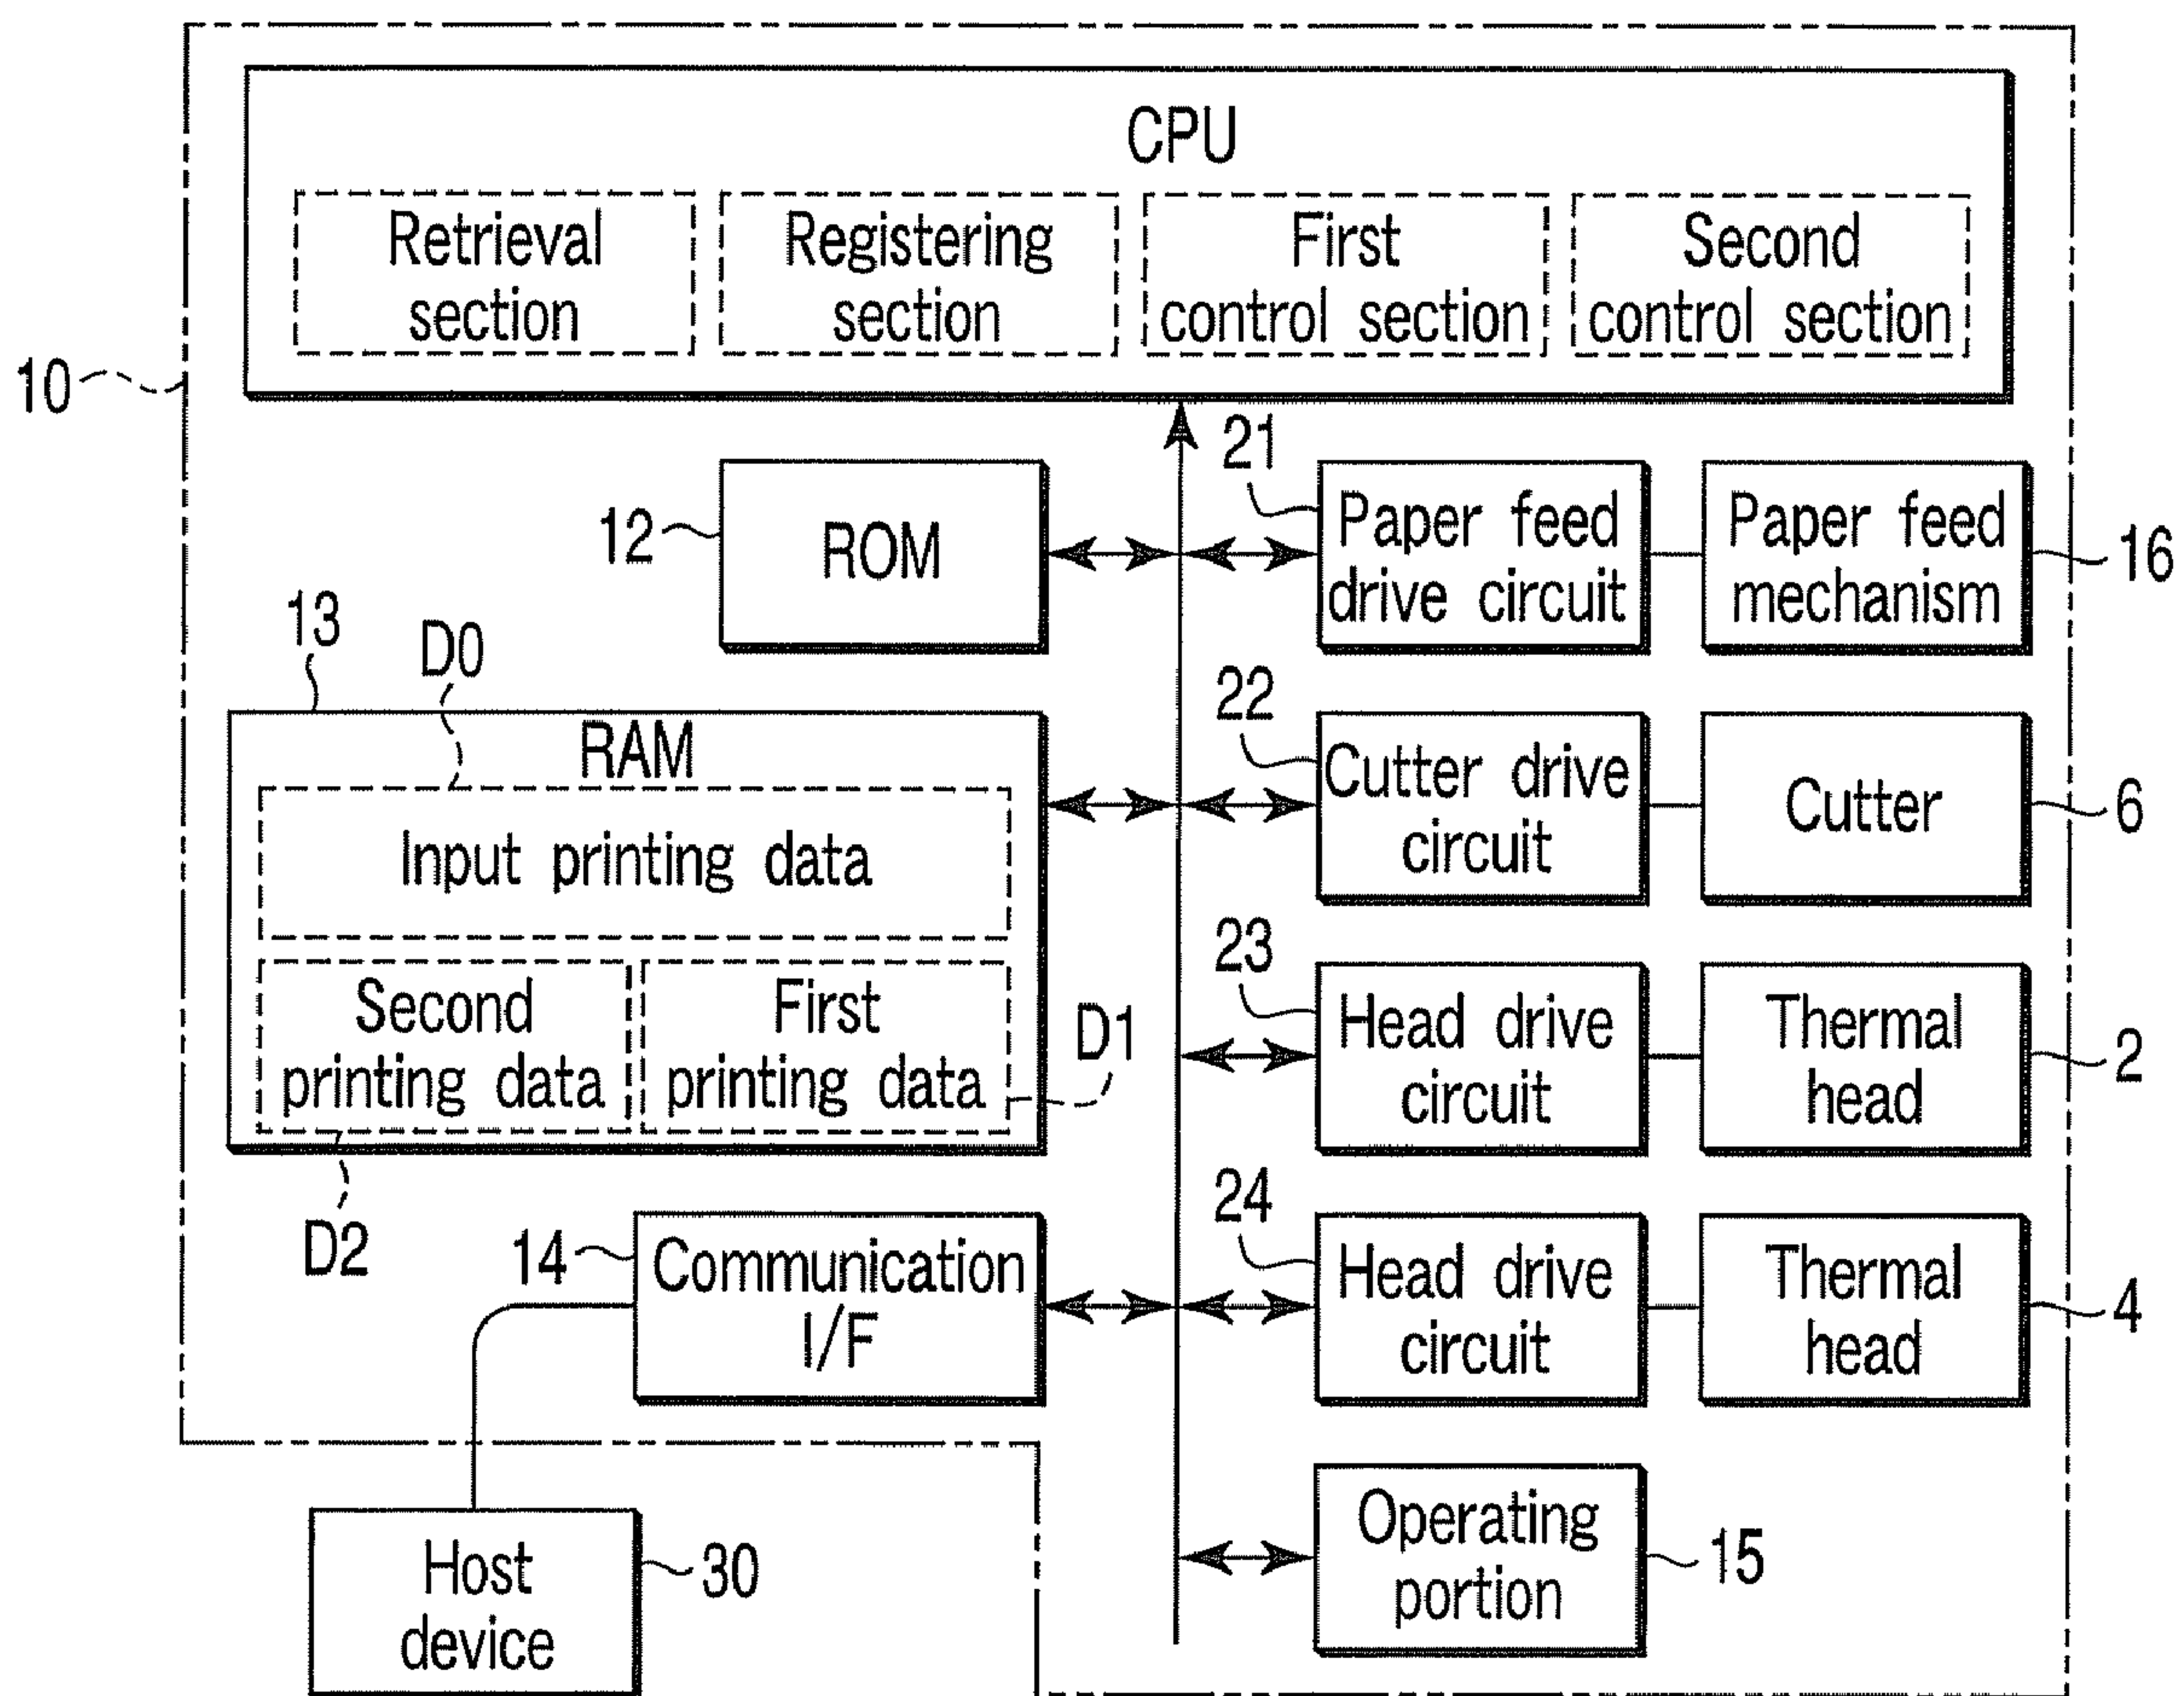 CPU
Retrieval
section
Registering
section
First
control section
Second
control section
10
12
ROM
21
Paper feed
drive circuit
Paper feed
mechanism
16
13
D0
RAM
Input printing data
Second
printing data
First
printing data
D1
D2
22
Cutter drive
circuit
Cutter
6
23
Head drive
circuit
Thermal
head
2
14
Communication
I/F
24
Head drive
circuit
Thermal
head
4
Host
device
30
Operating
portion
15